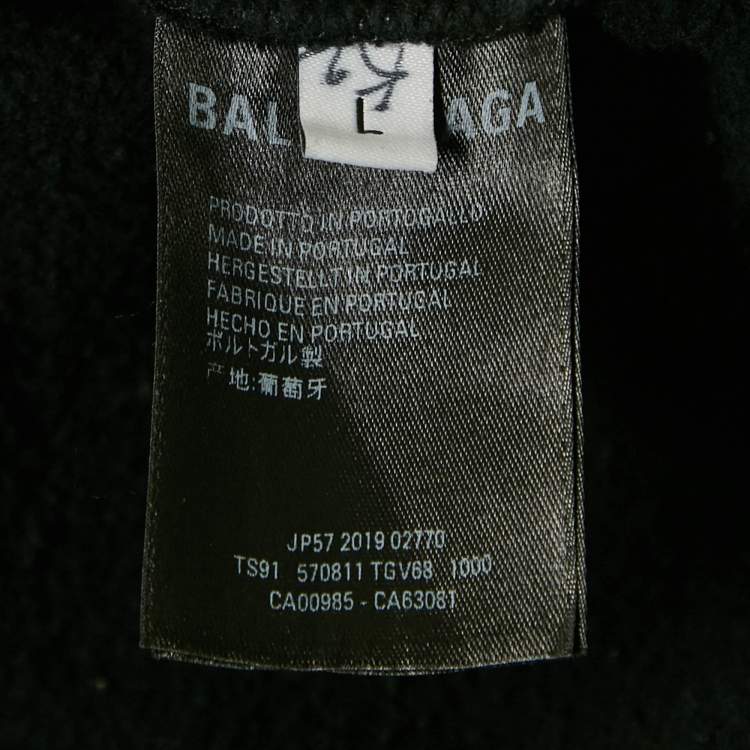 L
BAL AGA
PRODOTTO IN PORTOGALLO
MADE IN PORTUGAL
HERGESTELLT IN PORTUGAL
FABRIQUE EN PORTUGAL
HECHO EN PORTUGAL
ポルトガル製
产地:葡萄牙
JP57 2019 02770
TS91 570811 TGV68 1000
CA00985 - CA63081